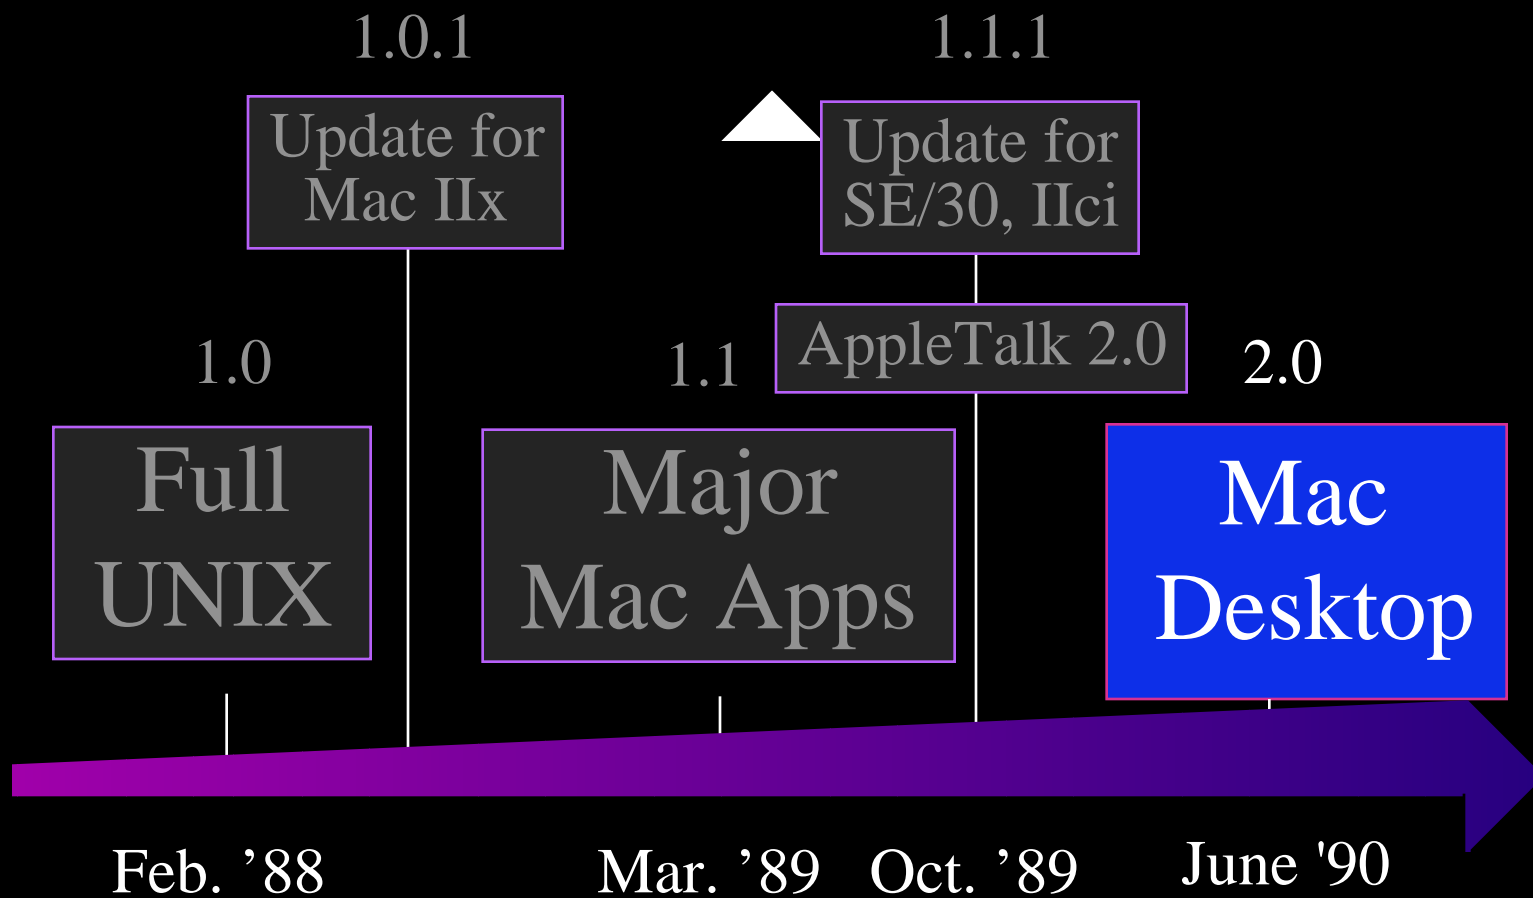 1.0.1
Update for
Mac IIx
1.1.1
Update for
SE/30, IIci
AppleTalk 2.0
1.0
Full
UNIX
1.1
Major
Mac Apps
2.0
Mac
Desktop
Feb. ’88
Mar. ’89
Oct. ’89
June '90